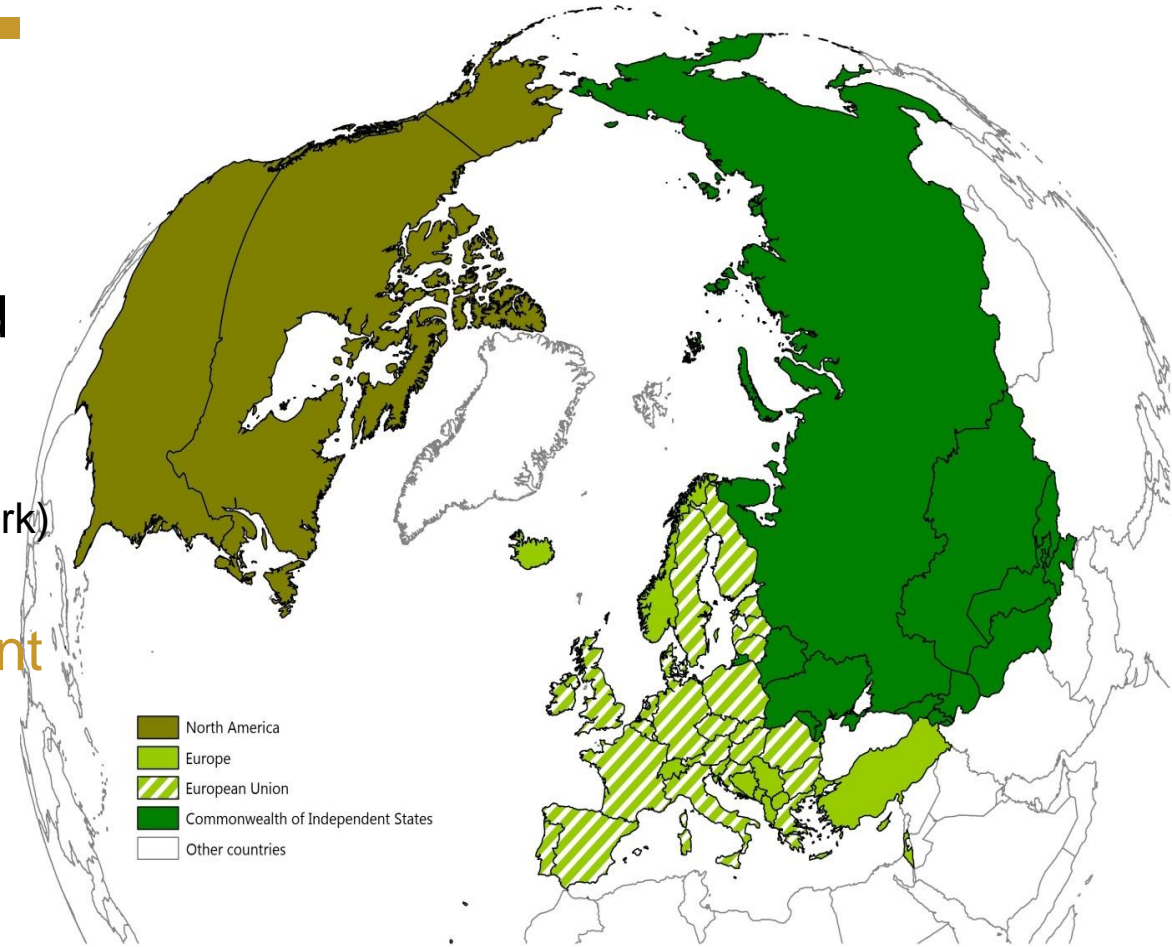 rk)
nt
North America
Europe
European Union
Commonwealth of Independent States
Other countries